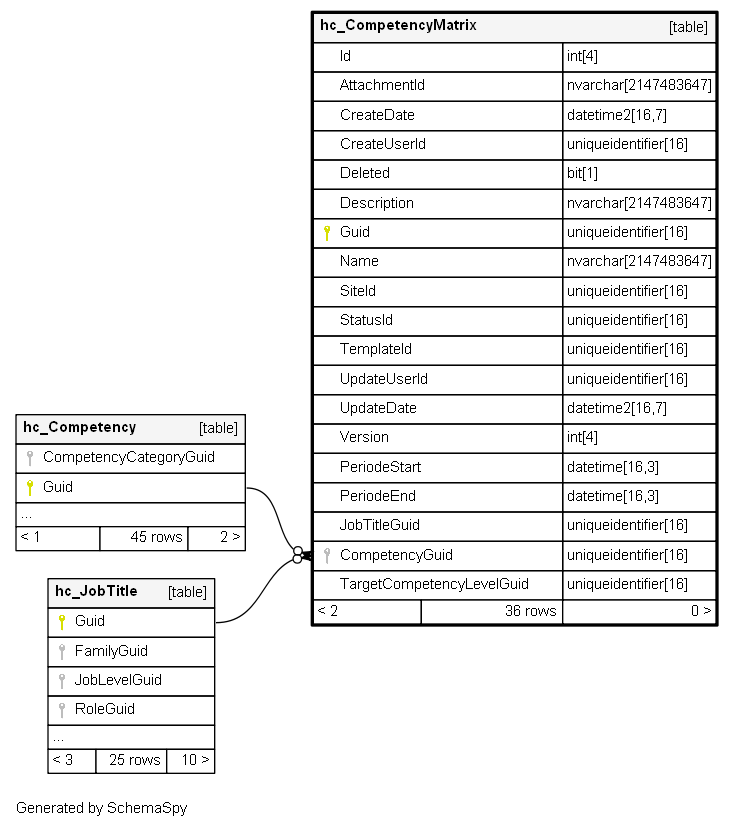 hc_CompetencyMatrix [table]
Id int[4]
AttachmentId nvarchar[2147483647]
CreateDate datetime2[16,7]
CreateUserId uniqueidentifier[16]
Deleted bit[1]
Description nvarchar[2147483647]
Guid uniqueidentifier[16]
Name nvarchar[2147483647]
SiteId uniqueidentifier[16]
StatusId uniqueidentifier[16]
TemplateId uniqueidentifier[16]
UpdateUserId uniqueidentifier[16]
UpdateDate datetime2[16,7]
Version int[4]
PeriodeStart datetime[16,3]
PeriodeEnd datetime[16,3]
JobTitleGuid uniqueidentifier[16]
CompetencyGuid uniqueidentifier[16]
TargetCompetencyLevelGuid uniqueidentifier[16]
< 2 36 rows 0 >
hc_Competency [table]
CompetencyCategoryGuid
Guid
...
< 1 45 rows 2 >
hc_JobTitle [table]
Guid
FamilyGuid
JobLevelGuid
RoleGuid
...
< 3 25 rows 10 >
Generated by SchemaSpy